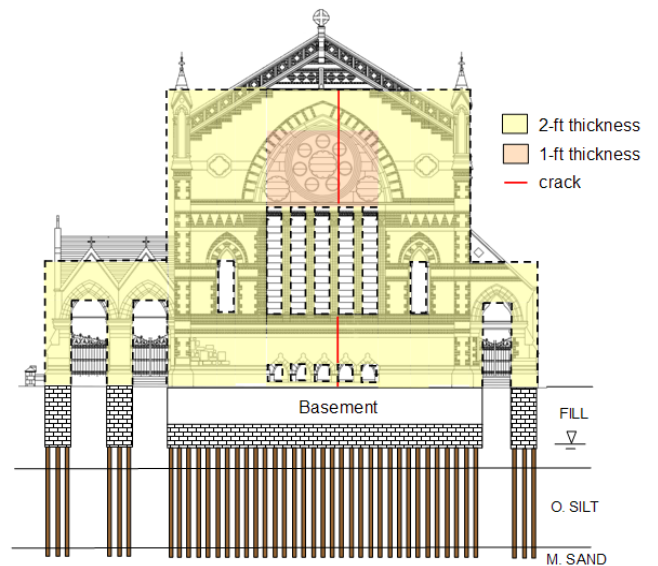 2-ft thickness
1-ft thickness
crack
Basement
FILL
O. SILT
M. SAND